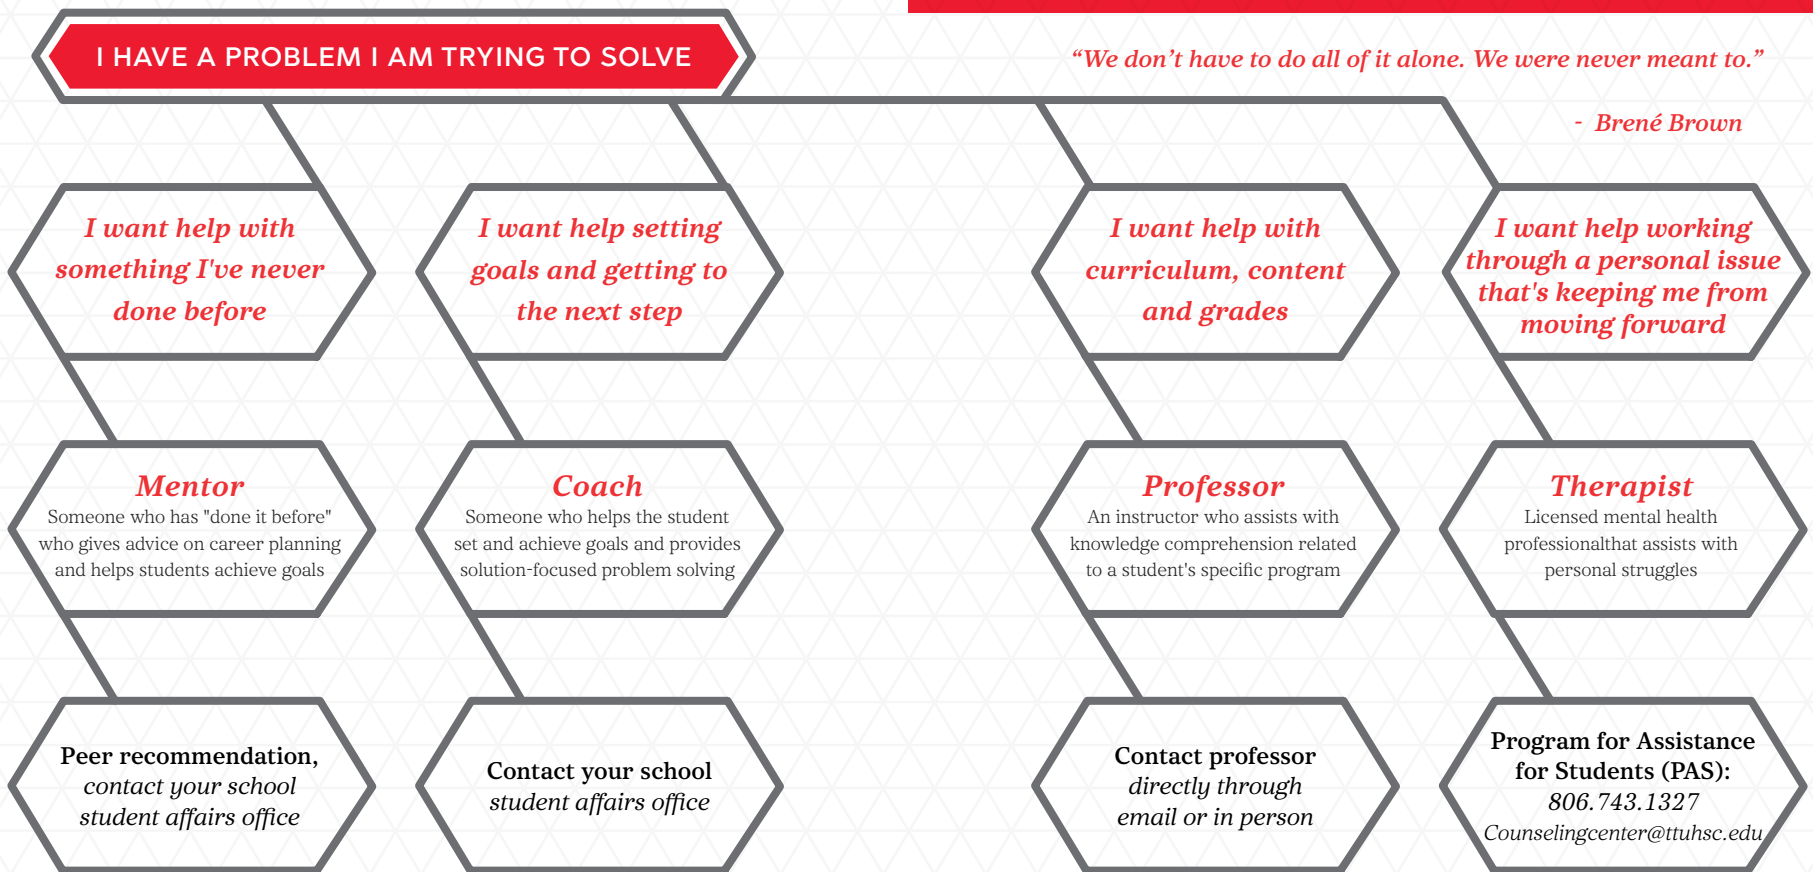 I HAVE A PROBLEM I AM TRYING TO SOLVE
“We don’t have to do all of it alone. We were never meant to.”
- Brené Brown
I want help with
something I've never
done before
I want help setting
goals and getting to
the next step
I want help with
curriculum, content
and grades
I want help working
through a personal issue
that's keeping me from
moving forward
Mentor
Someone who has "done it before"
who gives advice on career planning
and helps students achieve goals
Coach
Someone who helps the student
set and achieve goals and provides
solution-focused problem solving
Professor
An instructor who assists with
knowledge comprehension related
to a student's specific program
Therapist
Licensed mental health
professionalthat assists with
personal struggles
Peer recommendation,
contact your school
student affairs office
Contact your school
student affairs office
Contact professor
directly through
email or in person
Program for Assistance
for Students (PAS):
806.743.1327
Counselingcenter@ttuhsc.edu